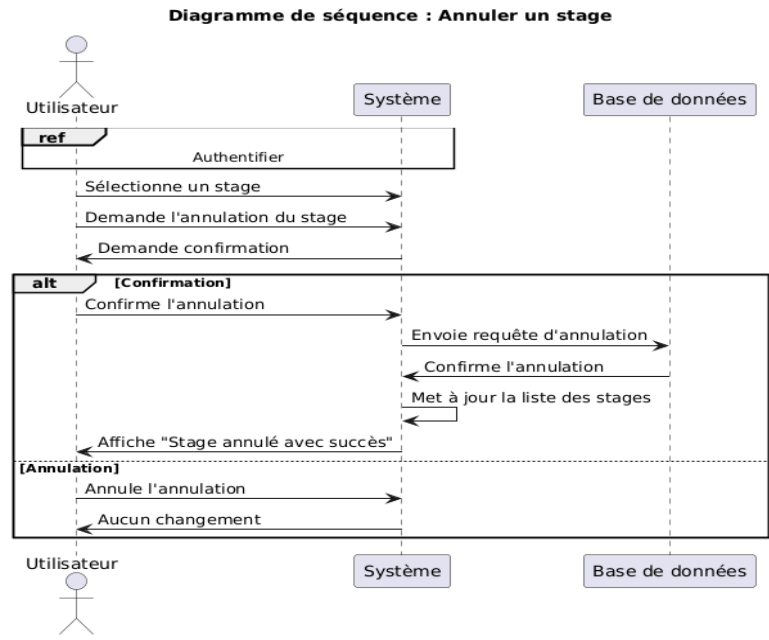 Diagramme de séquence : Annuler un stage
Utilisateur
Système
Base de données
ref
Authentifier
Sélectionne un stage
Demande l'annulation du stage
Demande confirmation
alt [Confirmation]
Confirme l'annulation
Envoie requête d'annulation
Confirme l'annulation
Met à jour la liste des stages
Affiche "Stage annulé avec succès"
[Annulation]
Annule l'annulation
Aucun changement
Utilisateur
Système
Base de données